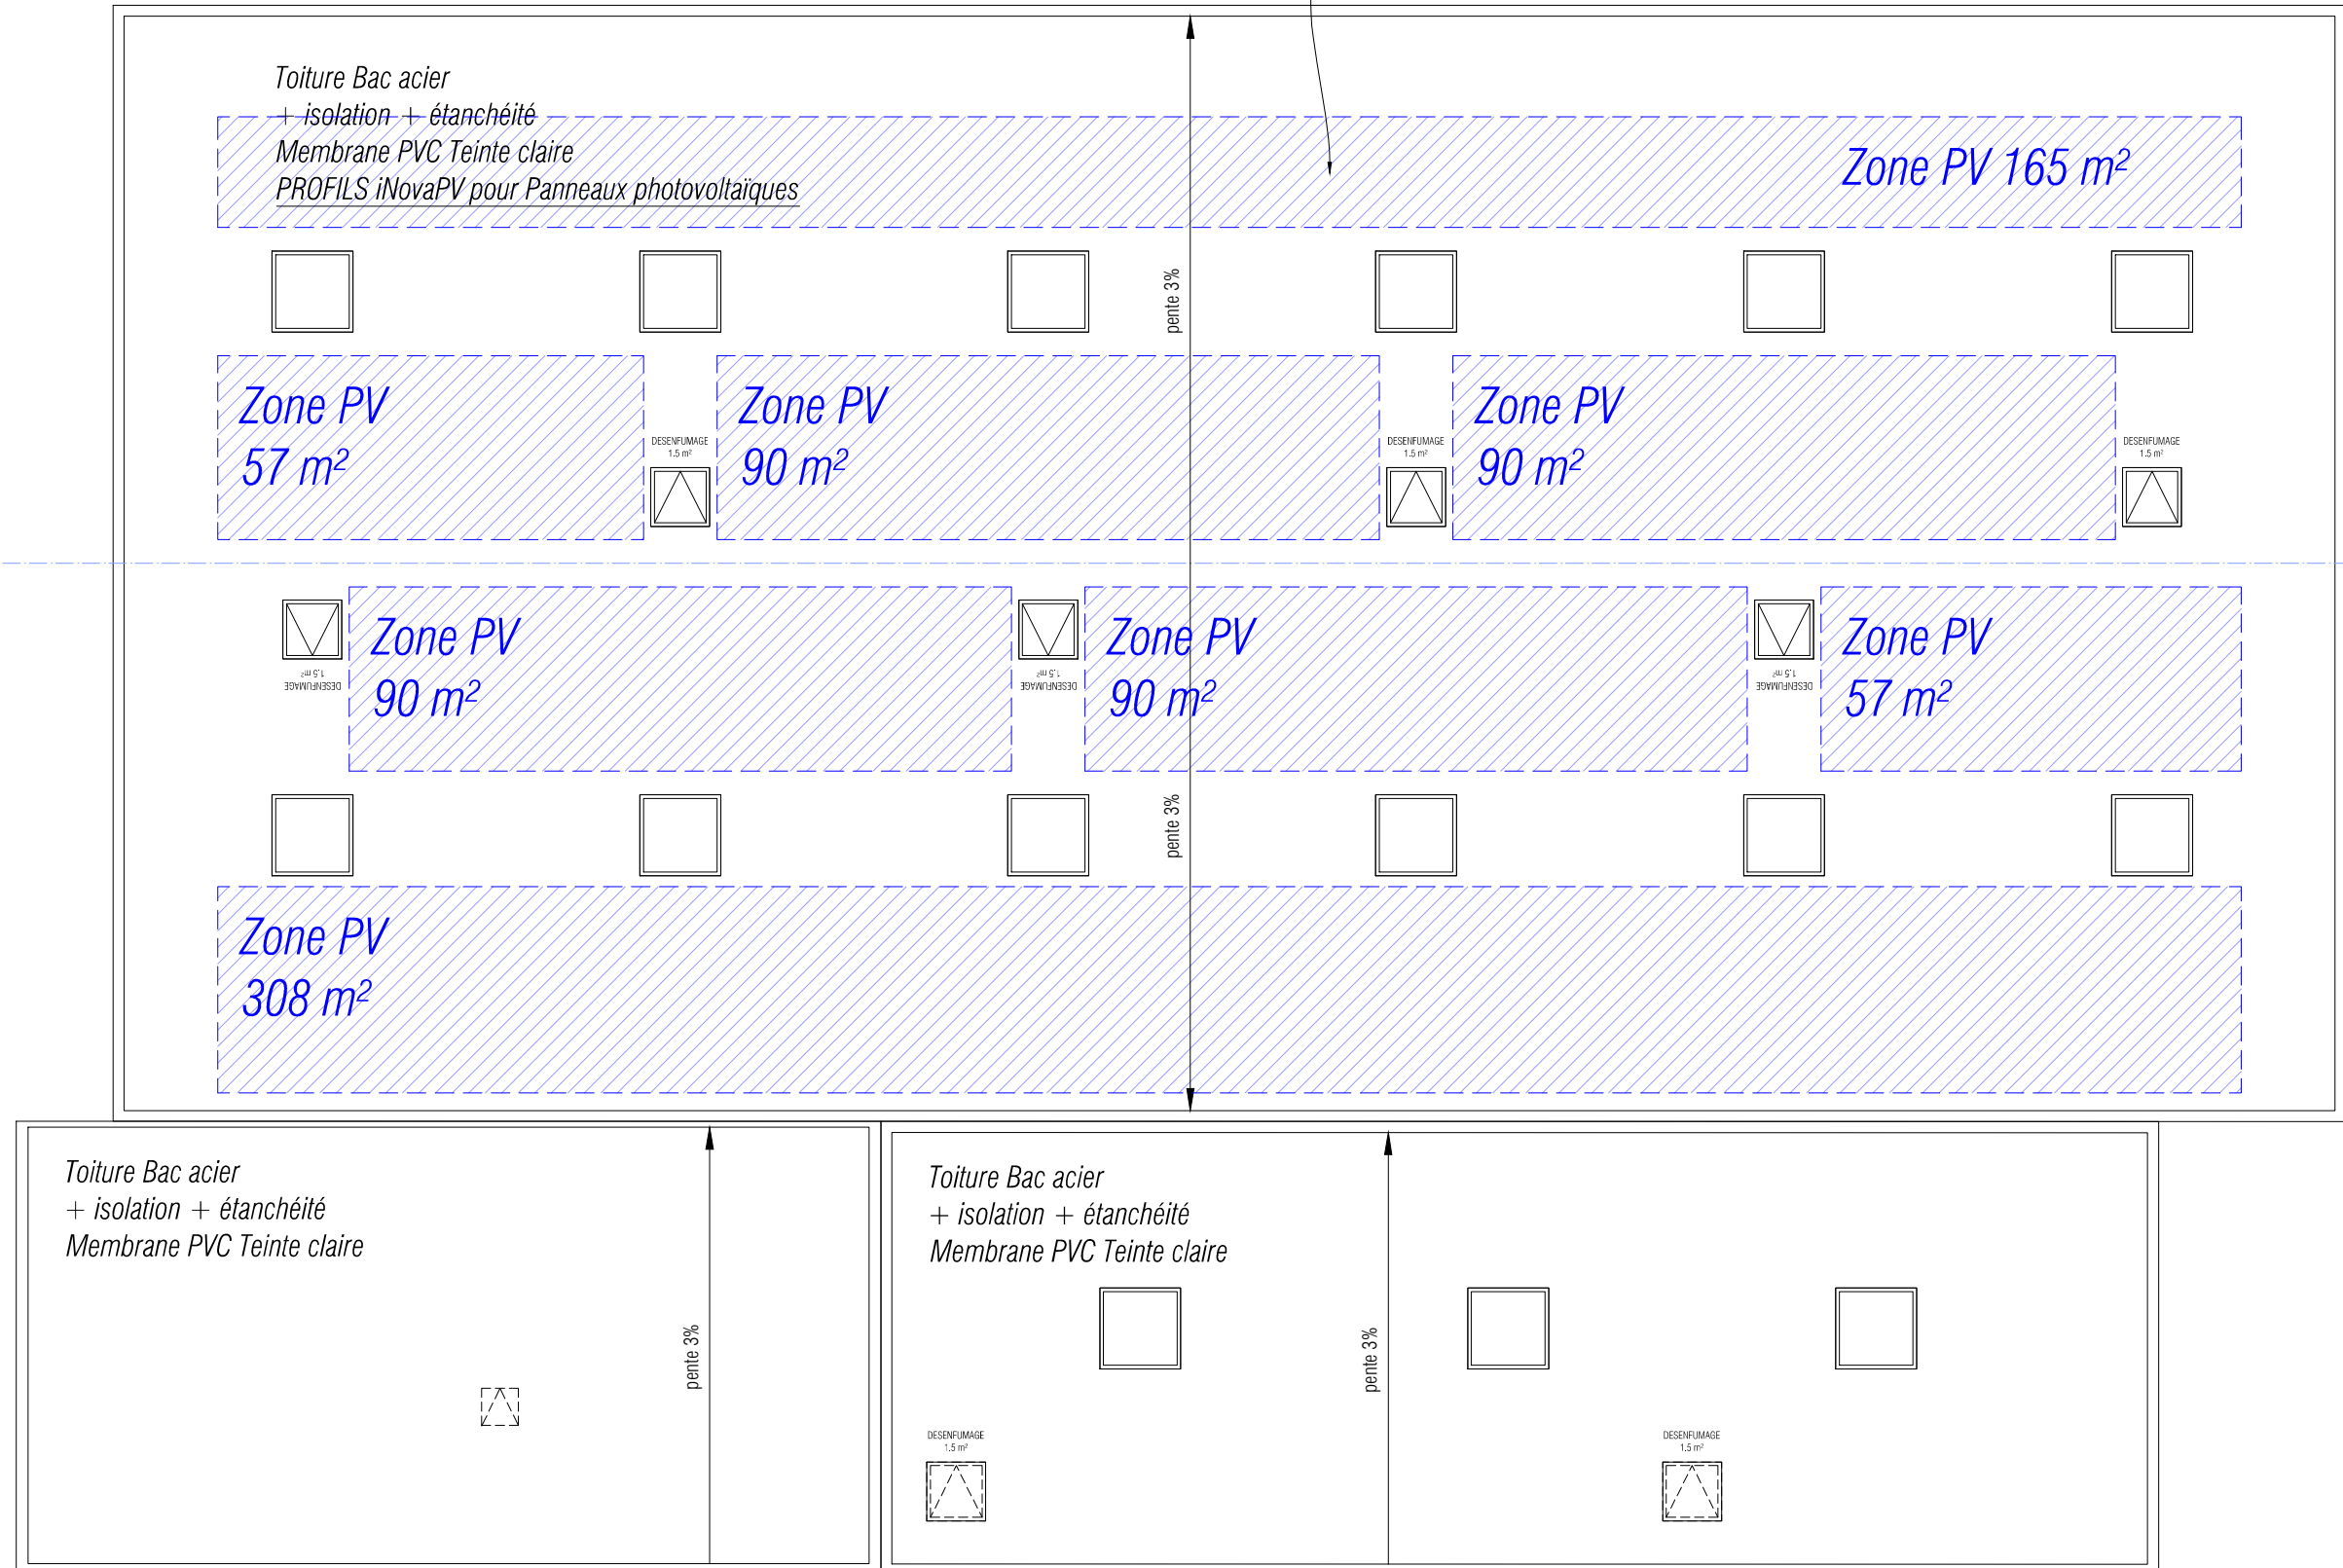 Toiture Bac acier
+ isolation + étanchéité
Membrane PVC Teinte claire
PROFILS iNovaPV pour Panneaux photovoltaïques
Zone PV 165 m²
pente 3%
Zone PV
57 m²
DESENFUMAGE
1.5 m²
Zone PV
90 m²
DESENFUMAGE
1.5 m²
Zone PV
90 m²
DESENFUMAGE
1.5 m²
DESENFUMAGE
1.5 m²
Zone PV
90 m²
DESENFUMAGE
1.5 m²
Zone PV
90 m²
DESENFUMAGE
1.5 m²
Zone PV
57 m²
pente 3%
Zone PV
308 m²
Toiture Bac acier
+ isolation + étanchéité
Membrane PVC Teinte claire
pente 3%
Toiture Bac acier
+ isolation + étanchéité
Membrane PVC Teinte claire
pente 3%
DESENFUMAGE
1.5 m²
DESENFUMAGE
1.5 m²